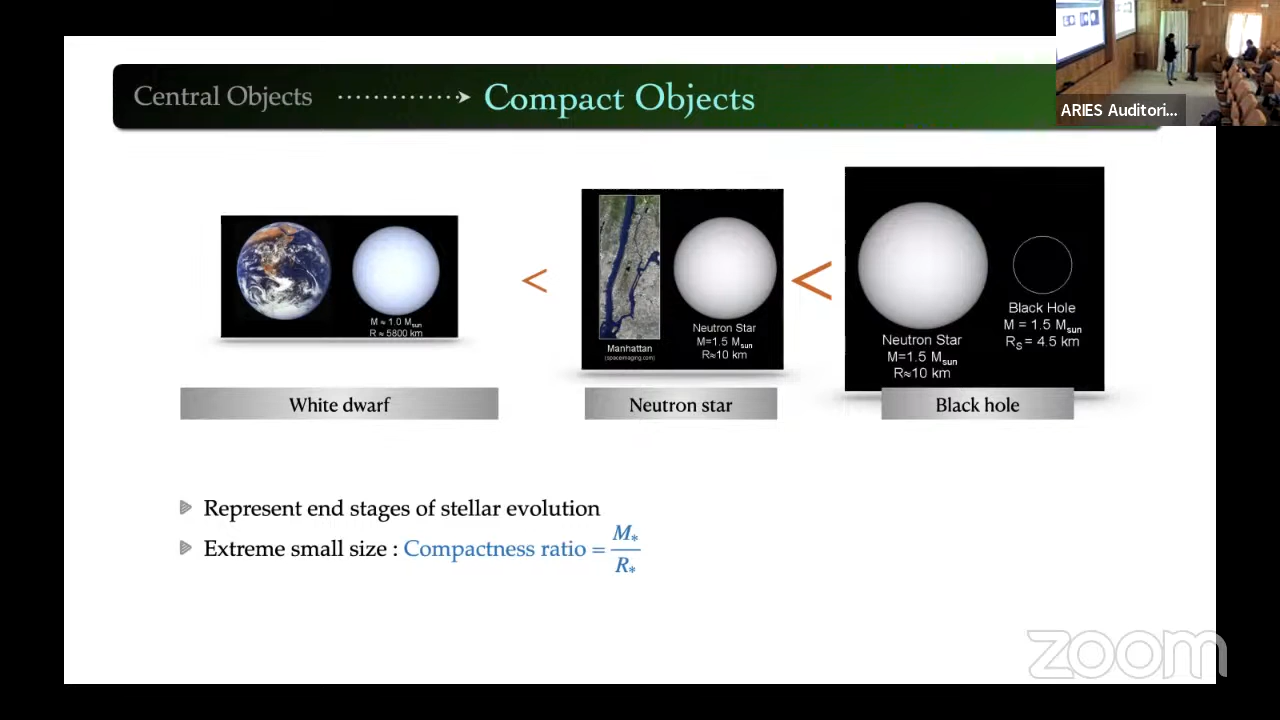 Central Objects
Compact Objects
ARIES Auditori...
M ≈ 1.0 Msun
R ≈ 5800 km
<
Manhattan
(spaceimaging.com)
Neutron Star
M=1.5 Msun
R≈10 km
<
Neutron Star
M=1.5 Msun
R≈10 km
Black Hole
M = 1.5 Msun
RS = 4.5 km
White dwarf
Neutron star
Black hole
Represent end stages of stellar evolution
Extreme small size : Compactness ratio = M* / R*
zoom